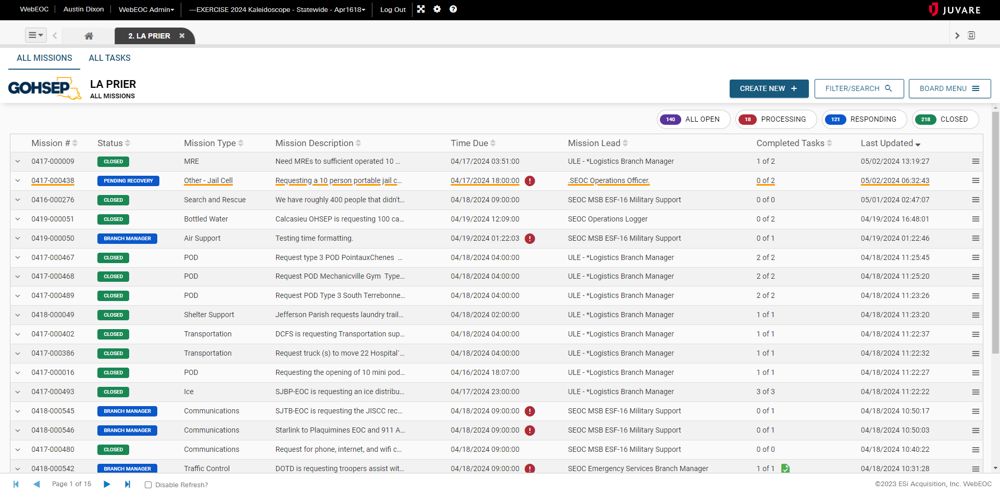 WebEOC Austin Dixon WebEOC Admin ---EXERCISE 2024 Kaleidoscope - Statewide - Apr1618 Log Out JUVARE
2. LA PRIER
ALL MISSIONS ALL TASKS
GOHSEP LA PRIER
ALL MISSIONS
CREATE NEW + FILTER/SEARCH BOARD MENU
140 ALL OPEN 18 PROCESSING 121 RESPONDING 218 CLOSED
Mission # Status Mission Type Mission Description Time Due Mission Lead Completed Tasks Last Updated
0417-000009 CLOSED MRE Need MREs to sufficient operated 10 ... 04/17/2024 03:51:00 ULE - *Logistics Branch Manager 1 of 2 05/02/2024 13:19:27
0417-000438 PENDING RECOVERY Other - Jail Cell Requesting a 10 person portable jail c... 04/17/2024 18:00:00 ! .SEOC Operations Officer. 0 of 2 05/02/2024 06:32:43
0416-000276 CLOSED Search and Rescue We have roughly 400 people that didn't... 04/18/2024 09:00:00 SEOC MSB ESF-16 Military Support 0 of 0 05/01/2024 02:47:07
0419-000051 CLOSED Bottled Water Calcasieu OHSEP is requesting 100 ca... 04/19/2024 12:09:00 SEOC Operations Logger 0 of 2 04/19/2024 16:48:01
0419-000050 BRANCH MANAGER Air Support Testing time formatting. 04/19/2024 01:22:03 ! SEOC MSB ESF-16 Military Support 0 of 1 04/19/2024 01:22:46
0417-000467 CLOSED POD Request type 3 POD PointauxChenes ... 04/18/2024 04:00:00 ULE - *Logistics Branch Manager 2 of 2 04/18/2024 11:25:45
0417-000468 CLOSED POD Request POD Mechanicville Gym Type... 04/18/2024 04:00:00 ULE - *Logistics Branch Manager 2 of 2 04/18/2024 11:25:20
0417-000489 CLOSED POD Request POD Type 3 South Terrebonne... 04/18/2024 04:00:00 ULE - *Logistics Branch Manager 2 of 2 04/18/2024 11:23:26
0418-000049 CLOSED Shelter Support Jefferson Parish requests laundry trail... 04/18/2024 02:00:00 ULE - *Logistics Branch Manager 1 of 1 04/18/2024 11:23:20
0417-000402 CLOSED Transportation DCFS is requesting Transportation sup... 04/18/2024 04:00:00 ULE - *Logistics Branch Manager 1 of 1 04/18/2024 11:22:37
0417-000386 CLOSED Transportation Request truck (s) to move 22 Hospital`... 04/18/2024 04:00:00 ULE - *Logistics Branch Manager 1 of 1 04/18/2024 11:22:32
0417-000016 CLOSED POD Requesting the opening of 10 mini pod... 04/16/2024 18:07:00 ULE - *Logistics Branch Manager 1 of 1 04/18/2024 11:22:27
0417-000493 CLOSED Ice SJBP-EOC is requesting an ice distribu... 04/17/2024 23:00:00 ULE - *Logistics Branch Manager 3 of 3 04/18/2024 11:22:22
0418-000545 BRANCH MANAGER Communications SJTB-EOC is requesting the JISCC rec... 04/18/2024 09:00:00 ! SEOC MSB ESF-16 Military Support 0 of 1 04/18/2024 10:50:17
0418-000546 BRANCH MANAGER Communications Starlink to Plaquimines EOC and 911 A... 04/18/2024 09:00:00 ! SEOC MSB ESF-16 Military Support 0 of 1 04/18/2024 10:50:03
0417-000480 CLOSED Communications Request for phone, internet, and wifi c... 04/18/2024 09:00:00 SEOC MSB ESF-16 Military Support 0 of 0 04/18/2024 10:40:22
0418-000542 BRANCH MANAGER Traffic Control DOTD is requesting troopers assist wit... 04/18/2024 09:00:00 ! SEOC Emergency Services Branch Manager 1 of 1 04/18/2024 10:31:28
Page 1 of 15 Disable Refresh? ©2023 ESi Acquisition, Inc. WebEOC